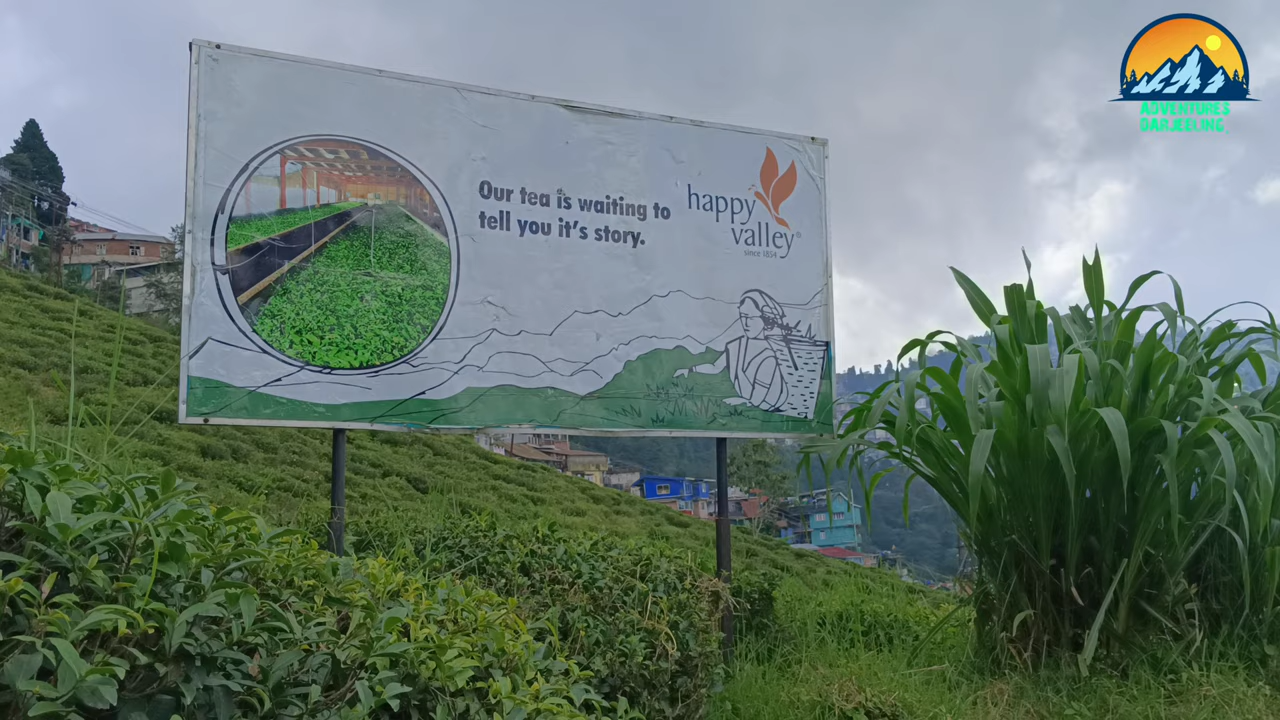 Our tea is waiting to
tell you it's story.
happy
valley®
since 1854
ADVENTURES
DARJEELING